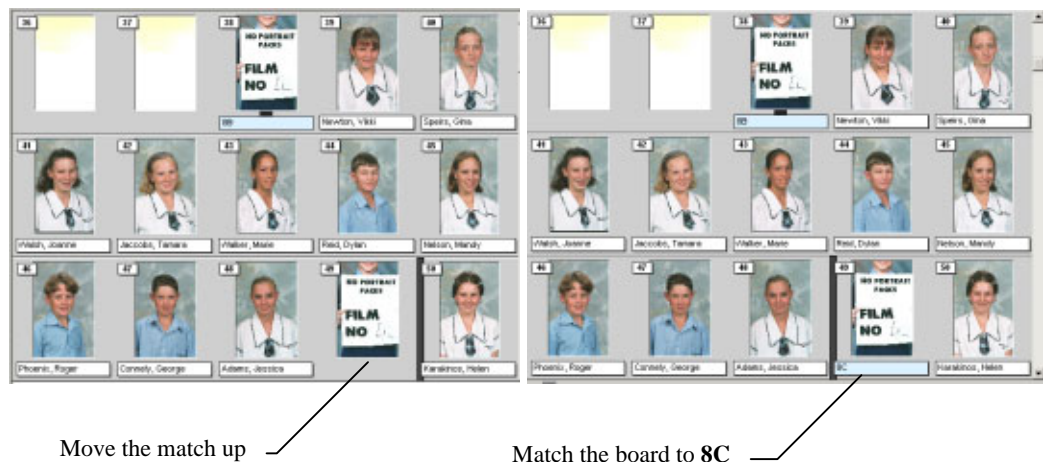 36 37 38 39 40
NO PORTRAIT
PACKS
FILM
NO
8B Newton, Vikki Speirs, Gina
41 42 43 44 45
Walsh, Joanne Jaccobs, Tamara Walker, Marie Reid, Dylan Nelson, Mandy
46 47 48 49 50
NO PORTRAIT
PACKS
FILM
NO
Phoenix, Roger Connely, George Adams, Jessica Karakinos, Helen
Move the match up
36 37 38 39 40
NO PORTRAIT
PACKS
FILM
NO
8B Newton, Vikki Speirs, Gina
41 42 43 44 45
Walsh, Joanne Jaccobs, Tamara Walker, Marie Reid, Dylan Nelson, Mandy
46 47 48 49 50
NO PORTRAIT
PACKS
FILM
NO
Phoenix, Roger Connely, George Adams, Jessica 8C Karakinos, Helen
Match the board to 8C